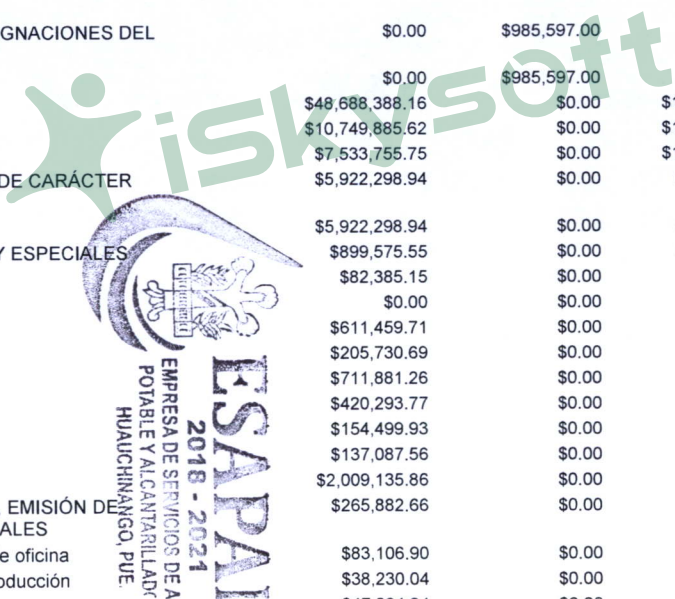 GNACIONES DEL $0.00 $985,597.00
$0.00 $985,597.00
$48,688,388.16 $0.00 $1
$10,749,885.62 $0.00 $1
$7,533,755.75 $0.00 $1
DE CARÁCTER $5,922,298.94 $0.00
$5,922,298.94 $0.00
Y ESPECIALES $899,575.55 $0.00
$82,385.15 $0.00
$0.00 $0.00
$611,459.71 $0.00
$205,730.69 $0.00
$711,881.26 $0.00
$420,293.77 $0.00
$154,499.93 $0.00
$137,087.56 $0.00
$2,009,135.86 $0.00
EMISIÓN DE $265,882.66 $0.00
ALES
e oficina $83,106.90 $0.00
oducción $38,230.04 $0.00
iskysoft
ESAPAL
2018 - 2021
EMPRESA DE SERVICIOS DE A
POTABLE Y ALCANTARILLADO
HUAUCHINANGO, PUE.